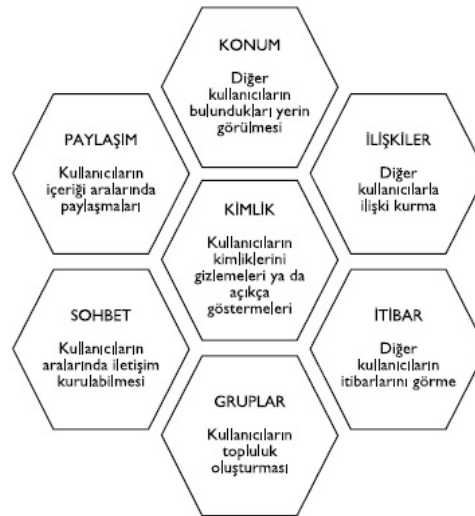 KONUM
Diğer
kullanıcıların
bulundukları yerin
görülmesi
PAYLAŞIM
Kullanıcıların
içeriği aralarında
paylaşmaları
İLİŞKİLER
Diğer
kullanıcılarla
ilişki kurma
KİMLİK
Kullanıcıların
kimliklerini
gizlemeleri ya da
açıkça
göstermeleri
SOHBET
Kullanıcıların
aralarında iletişim
kurulabilmesi
İTİBAR
Diğer
kullanıcıların
itibarlarını görme
GRUPLAR
Kullanıcıların
topluluk
oluşturması